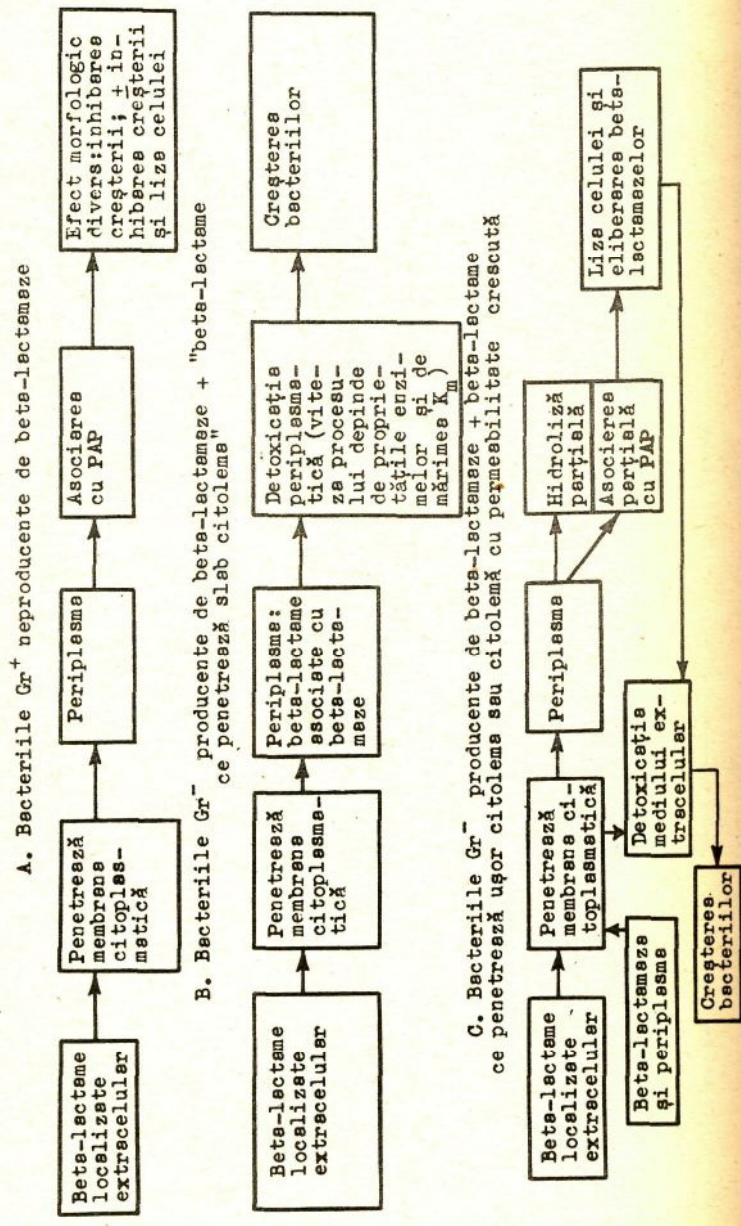 A. Bacteriile Gr⁺ neproducente de beta-lactamaze
Beta-lactame
localizate
extracelular
Penetrează
membrana
citoplas-
matică
Periplasma
Asociarea
cu PAP
Efect morfologic
divers:inhibarea
creșterii; ± in-
hibarea creșterii
și liza celulei
B. Bacteriile Gr⁻ producente de beta-lactamaze + "beta-lactame
ce penetrează slab citolema"
Beta-lactame
localizate
extracelular
Penetrează
membrana
citoplasma-
tică
Periplasma:
beta-lactame
asociate cu
beta-lacta-
maze
Detoxicația
periplasma-
tică (vite-
za procesu-
lui depinde
de proprie-
tățile enzi-
melor și de
mărimea Kₘ)
Creșterea
bacteriilor
C. Bacteriile Gr⁻ producente de beta-lactamaze + beta-lactame
ce penetrează ușor citolema sau citolemă cu permeabilitate crescută
Beta-lactame
localizate
extracelular
Penetrează
membrana ci-
toplasmatică
Periplasma
Hidroliză
parțială
Asocierea
parțială
cu PAP
Liza celulei și
eliberarea beta-
lactamazelor
Beta-lactamaza
și periplasma
Detoxicația
mediului ex-
tracelular
Creșterea
bacteriilor